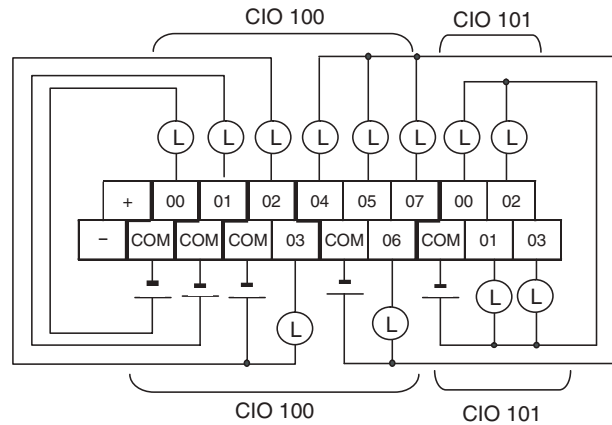 CIO 100 CIO 101
L L L L L L L L
+ 00 01 02 04 05 07 00 02
− COM COM COM 03 COM 06 COM 01 03
L L
L L
CIO 100 CIO 101